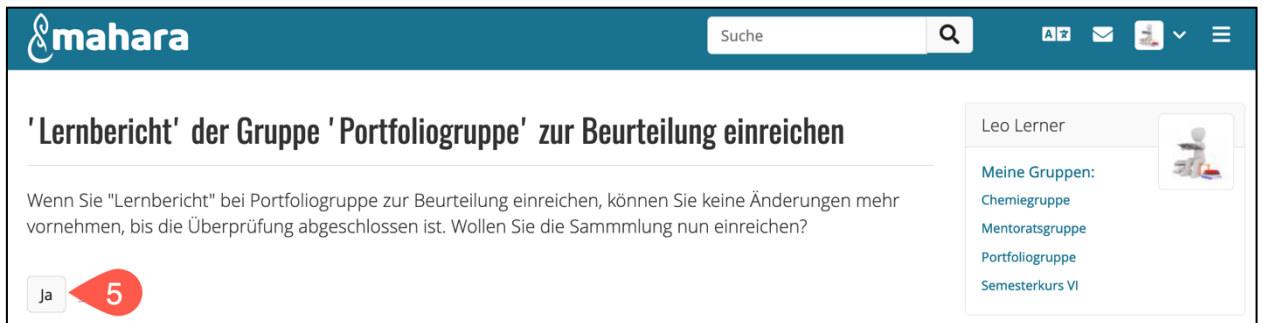 mahara
Suche
'Lernbericht' der Gruppe 'Portfoliogruppe' zur Beurteilung einreichen
Wenn Sie "Lernbericht" bei Portfoliogruppe zur Beurteilung einreichen, können Sie keine Änderungen mehr
vornehmen, bis die Überprüfung abgeschlossen ist. Wollen Sie die Sammmlung nun einreichen?
Ja
5
Leo Lerner
Meine Gruppen:
Chemiegruppe
Mentoratsgruppe
Portfoliogruppe
Semesterkurs VI